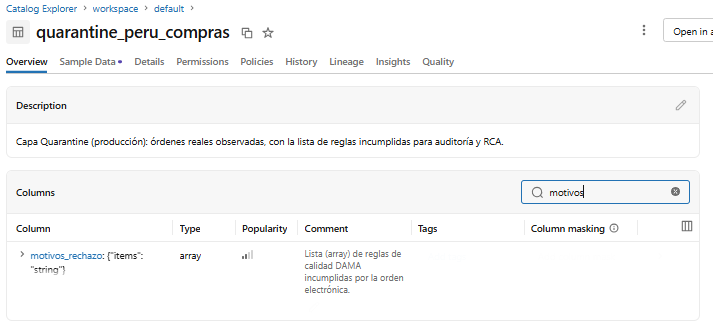 Catalog Explorer > workspace > default >
quarantine_peru_compras
Open in a
Overview Sample Data Details Permissions Policies History Lineage Insights Quality
Description
Capa Quarantine (producción): órdenes reales observadas, con la lista de reglas incumplidas para auditoría y RCA.
Columns
motivos
Column Type Popularity Comment Tags Column masking
motivos_rechazo: {"items": array Lista (array) de reglas de
"string"} calidad DAMA
incumplidas por la orden
electrónica.